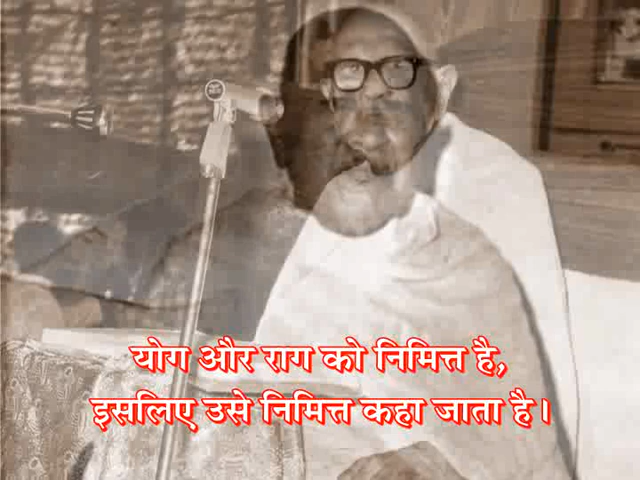 योग और राग को निमित्त है,
इसलिए उसे निमित्त कहा जाता है।